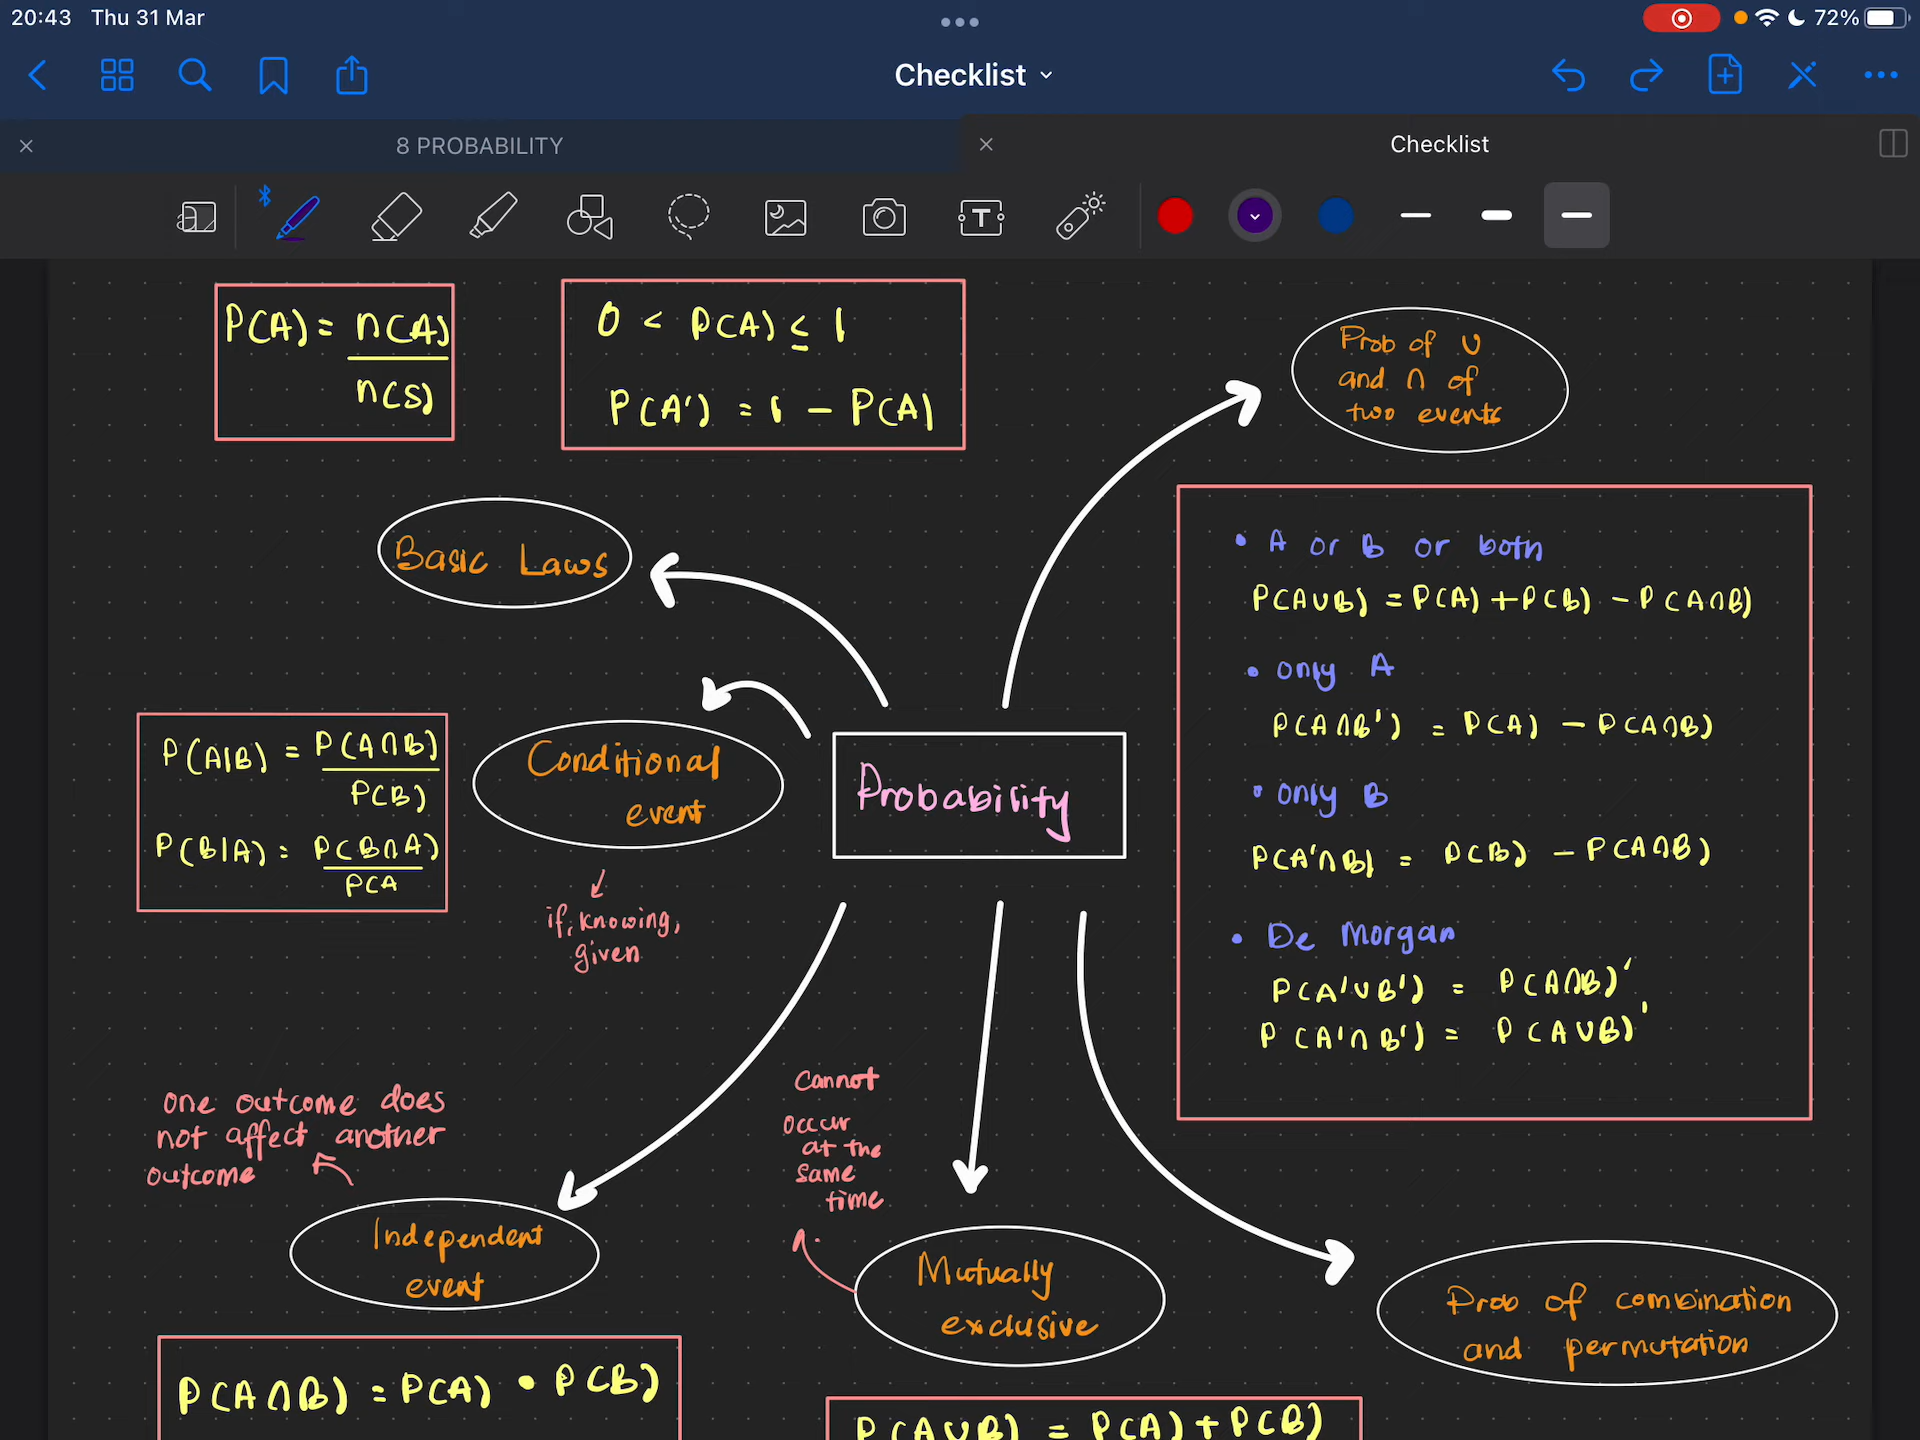 20:43 Thu 31 Mar
72%
Checklist
8 PROBABILITY
Checklist
P(A) = n(A)
n(S)
0 < P(A) ≤ 1
P(A') = 1 - P(A)
Prob of ∪
and ∩ of
two events
Basic Laws
• A or B or both
P(A∪B) = P(A) + P(B) - P(A∩B)
• only A
P(A∩B') = P(A) - P(A∩B)
• only B
P(A'∩B) = P(B) - P(A∩B)
• De Morgan
P(A'∪B') = P(A∩B)'
P(A'∩B') = P(A∪B)'
P(A|B) = P(A∩B)
P(B)
P(B|A) = P(B∩A)
P(A
Conditional
event
if, knowing,
given
Probability
one outcome does
not affect another
outcome
Independent
event
P(A∩B) = P(A) • P(B)
Cannot
occur
at the
same
time
Mutually
exclusive
P(A∪B) = P(A) + P(B)
Prob of combination
and permutation